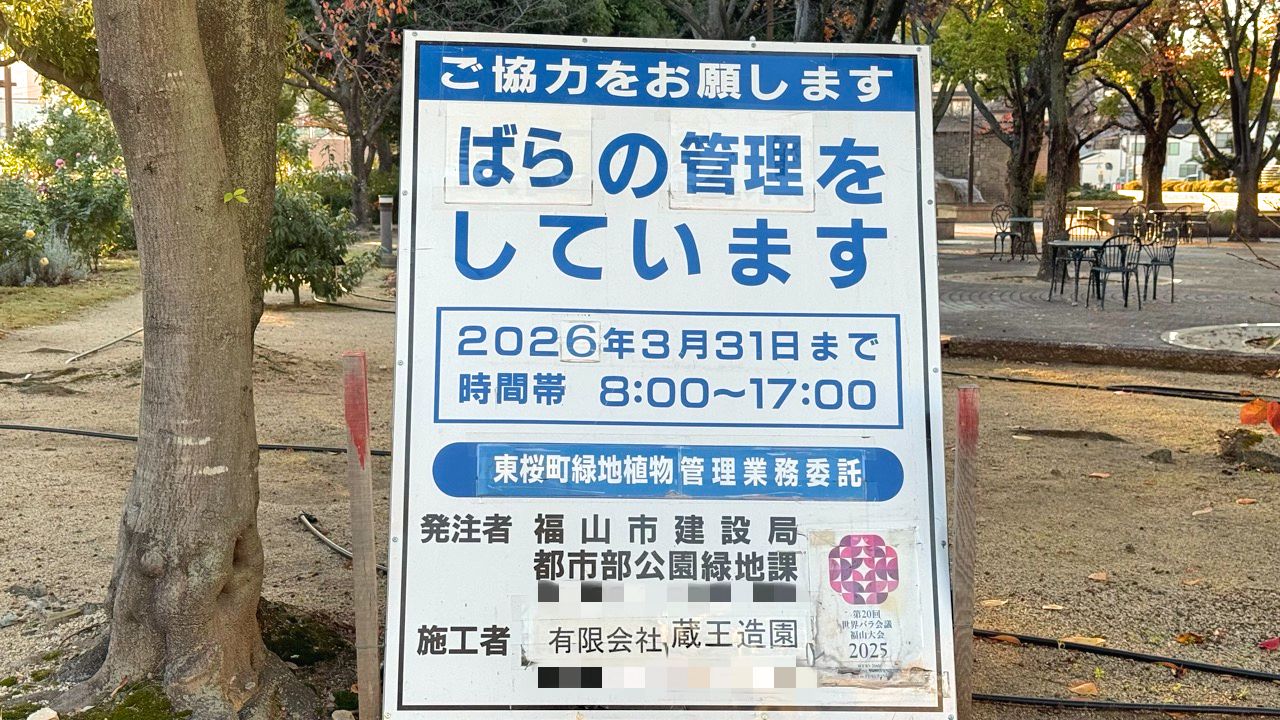 ご協力をお願いします
ばらの管理を
しています
2026年3月31日まで
時間帯 8:00～17:00
東桜町緑地植物管理業務委託
発注者 福山市建設局
都市部公園緑地課
施工者 有限会社蔵王造園
第20回
世界バラ会議
福山大会
2025